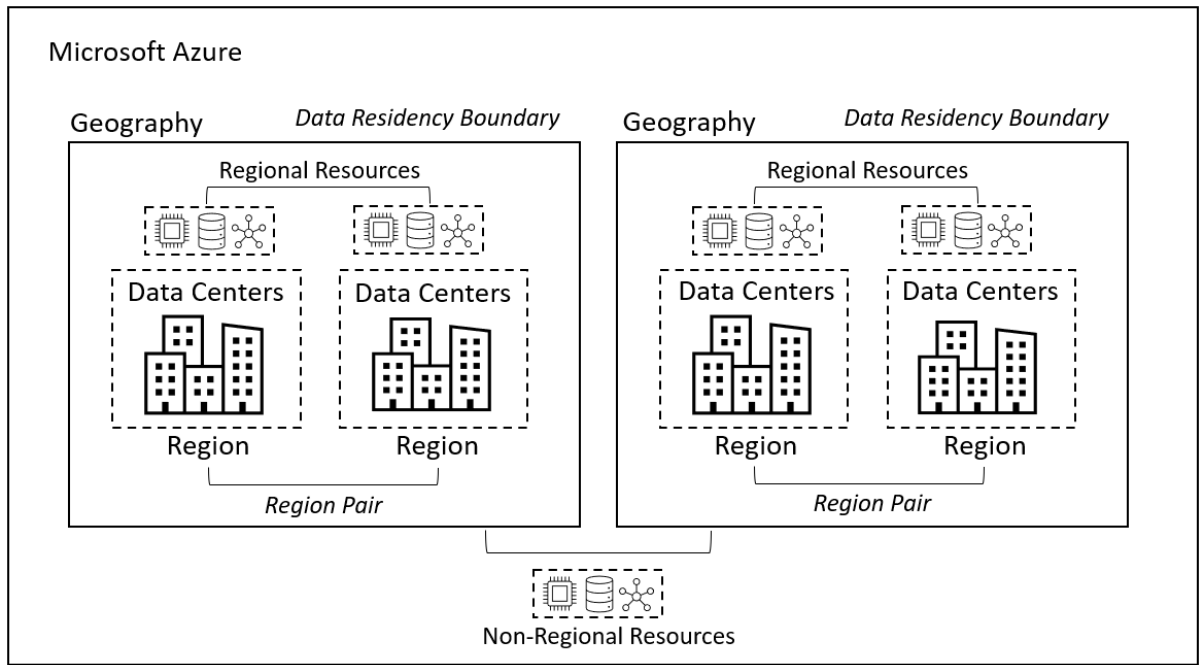 Microsoft Azure
Geography
Data Residency Boundary
Regional Resources
Data Centers
Data Centers
Region
Region
Region Pair
Geography
Data Residency Boundary
Regional Resources
Data Centers
Data Centers
Region
Region
Region Pair
Non-Regional Resources